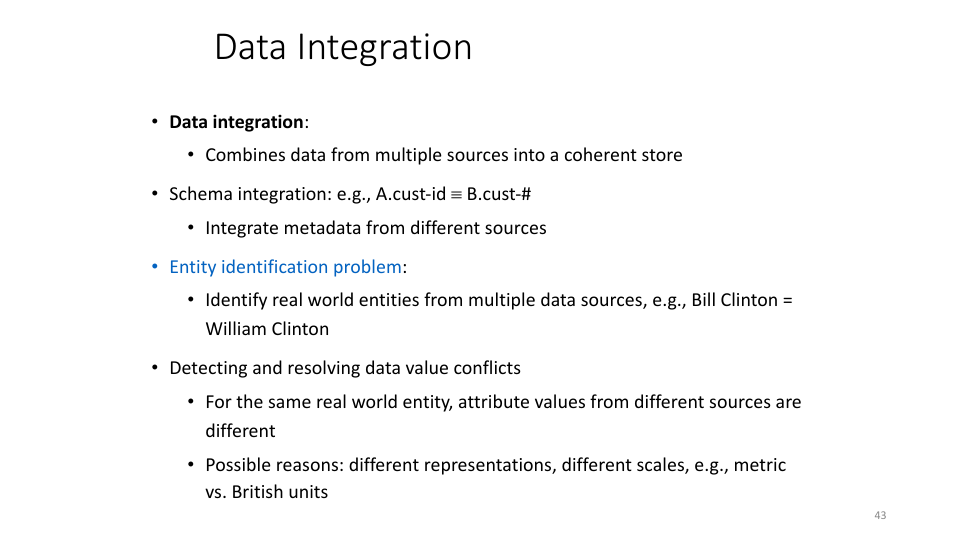 Data Integration
• Data integration:
• Combines data from multiple sources into a coherent store
• Schema integration: e.g., A.cust-id ≡ B.cust-#
• Integrate metadata from different sources
• Entity identification problem:
• Identify real world entities from multiple data sources, e.g., Bill Clinton =
William Clinton
• Detecting and resolving data value conflicts
• For the same real world entity, attribute values from different sources are
different
• Possible reasons: different representations, different scales, e.g., metric
vs. British units
43